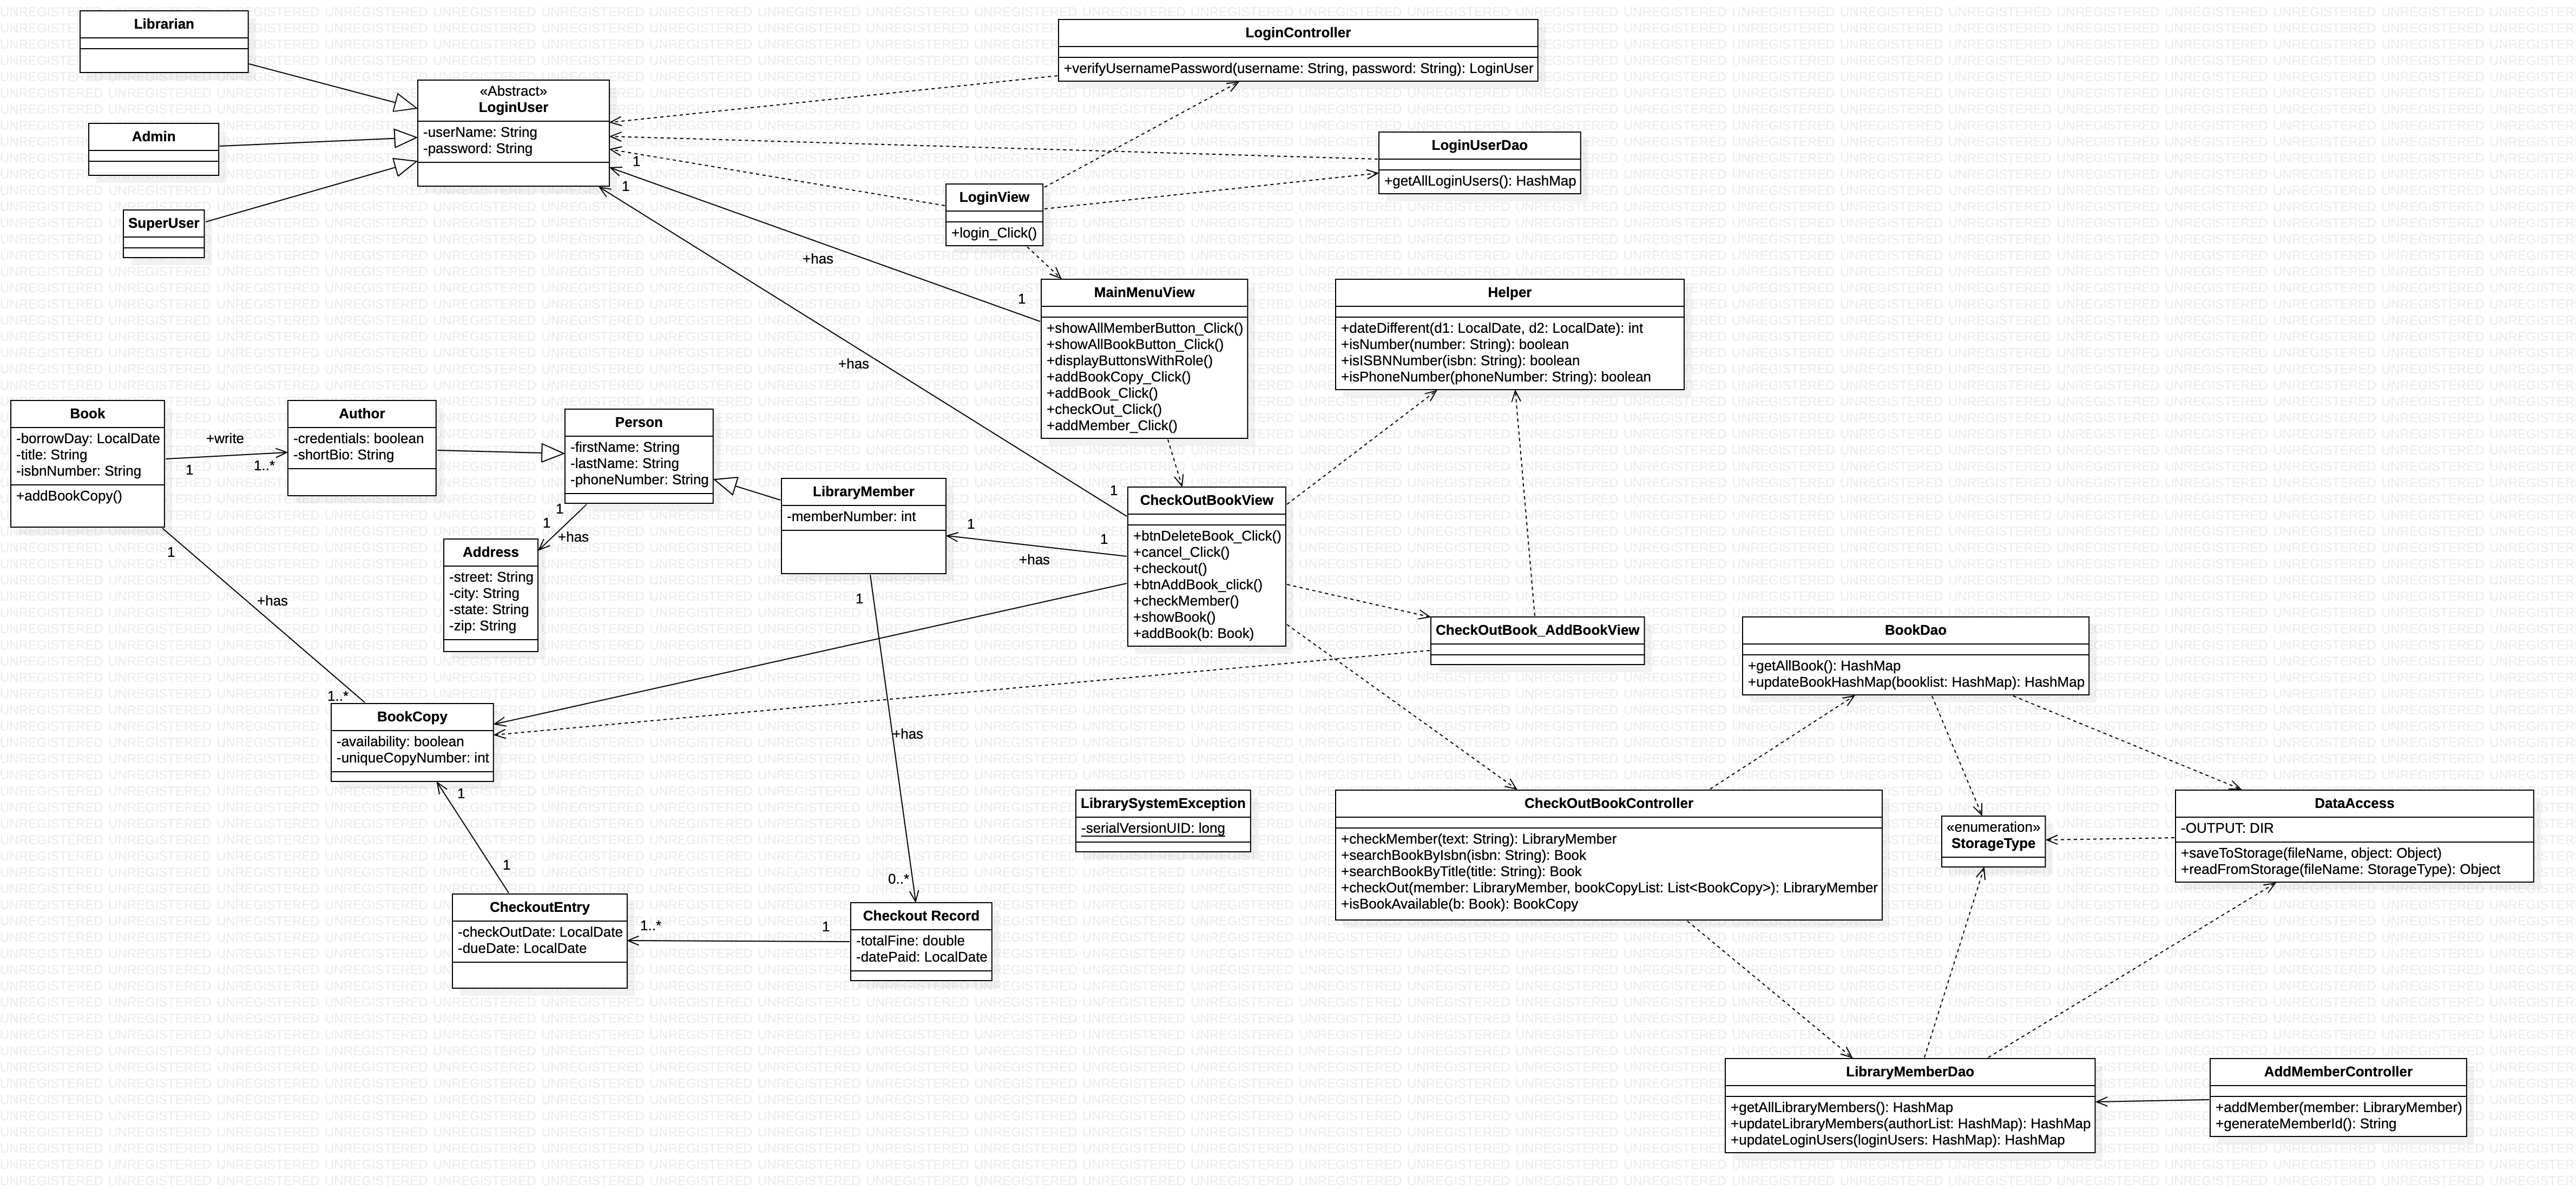 Librarian
Admin
SuperUser
«Abstract»
LoginUser
-userName: String
-password: String
1
1
LoginController
+verifyUsernamePassword(username: String, password: String): LoginUser
LoginUserDao
+getAllLoginUsers(): HashMap
LoginView
+login_Click()
+has
1
MainMenuView
+showAllMemberButton_Click()
+showAllBookButton_Click()
+displayButtonsWithRole()
+addBookCopy_Click()
+addBook_Click()
+checkOut_Click()
+addMember_Click()
Helper
+dateDifferent(d1: LocalDate, d2: LocalDate): int
+isNumber(number: String): boolean
+isISBNNumber(isbn: String): boolean
+isPhoneNumber(phoneNumber: String): boolean
+has
Book
-borrowDay: LocalDate
-title: String
-isbnNumber: String
+addBookCopy()
+write
1
1..*
Author
-credentials: boolean
-shortBio: String
Person
-firstName: String
-lastName: String
-phoneNumber: String
1
1
+has
Address
-street: String
-city: String
-state: String
-zip: String
LibraryMember
-memberNumber: int
1
1
1
+has
CheckOutBookView
+btnDeleteBook_Click()
+cancel_Click()
+checkout()
+btnAddBook_click()
+checkMember()
+showBook()
+addBook(b: Book)
1
+has
1..*
BookCopy
-availability: boolean
-uniqueCopyNumber: int
1
1
1
+has
0..*
CheckOutBook_AddBookView
BookDao
+getAllBook(): HashMap
+updateBookHashMap(booklist: HashMap): HashMap
LibrarySystemException
-serialVersionUID: long
CheckOutBookController
+checkMember(text: String): LibraryMember
+searchBookByIsbn(isbn: String): Book
+searchBookByTitle(title: String): Book
+checkOut(member: LibraryMember, bookCopyList: List<BookCopy>): LibraryMember
+isBookAvailable(b: Book): BookCopy
«enumeration»
StorageType
DataAccess
-OUTPUT: DIR
+saveToStorage(fileName, object: Object)
+readFromStorage(fileName: StorageType): Object
CheckoutEntry
-checkOutDate: LocalDate
-dueDate: LocalDate
1..*
1
Checkout Record
-totalFine: double
-datePaid: LocalDate
LibraryMemberDao
+getAllLibraryMembers(): HashMap
+updateLibraryMembers(authorList: HashMap): HashMap
+updateLoginUsers(loginUsers: HashMap): HashMap
AddMemberController
+addMember(member: LibraryMember)
+generateMemberId(): String